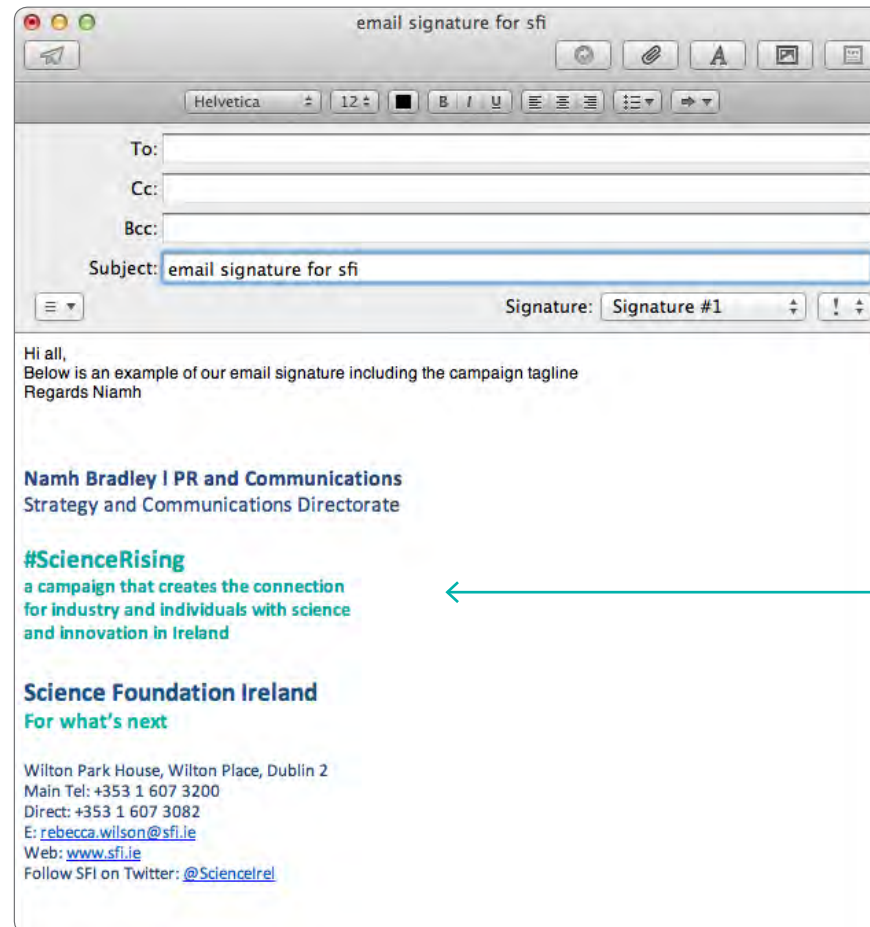 email signature for sfi
A
Helvetica 12 B I U
To:
Cc:
Bcc:
Subject: email signature for sfi
Signature: Signature #1 !
Hi all,
Below is an example of our email signature including the campaign tagline
Regards Niamh
Namh Bradley l PR and Communications
Strategy and Communications Directorate
#ScienceRising
a campaign that creates the connection
for industry and individuals with science
and innovation in Ireland
Science Foundation Ireland
For what's next
Wilton Park House, Wilton Place, Dublin 2
Main Tel: +353 1 607 3200
Direct: +353 1 607 3082
E: rebecca.wilson@sfi.ie
Web: www.sfi.ie
Follow SFI on Twitter: @ScienceIrel